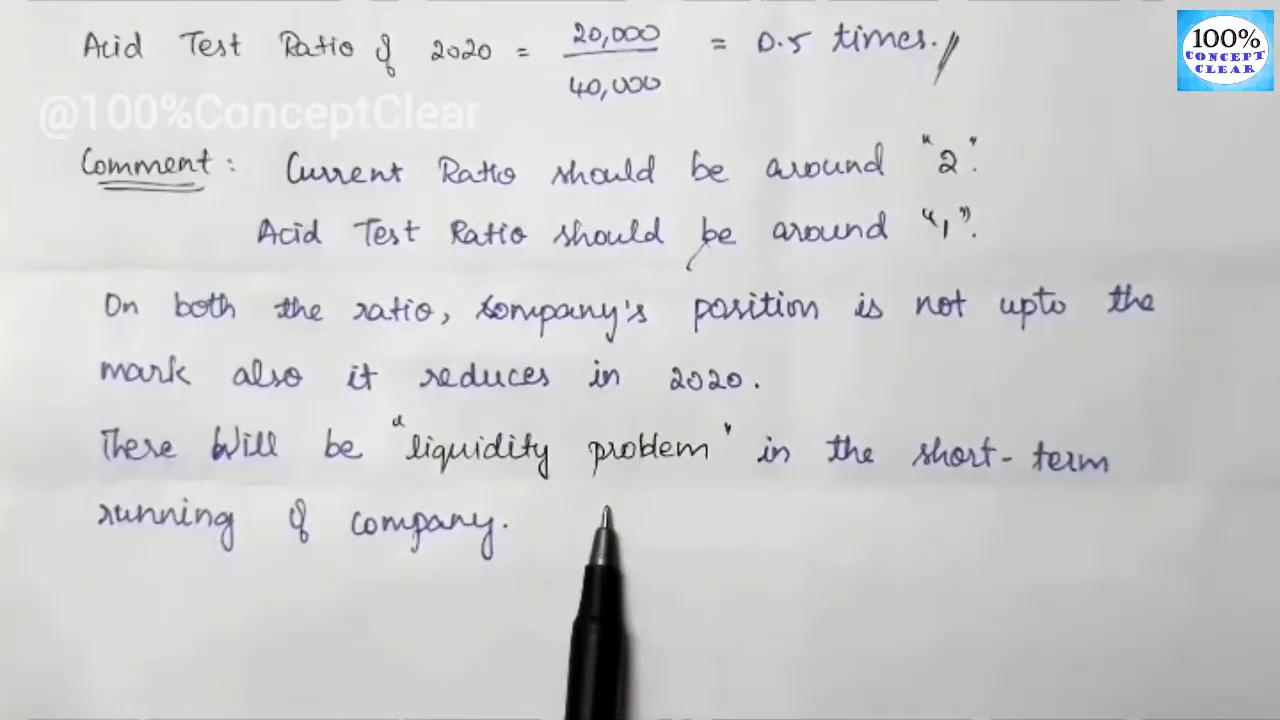 Acid Test Ratio of 2020 = 20,000 / 40,000 = 0.5 times.
100%
CONCEPT
CLEAR
@100%ConceptClear
Comment : Current Ratio should be around "2".
Acid Test Ratio should be around "1".
On both the ratio, company's position is not upto the
mark also it reduces in 2020.
There Will be "liquidity problem" in the short-term
running of company.